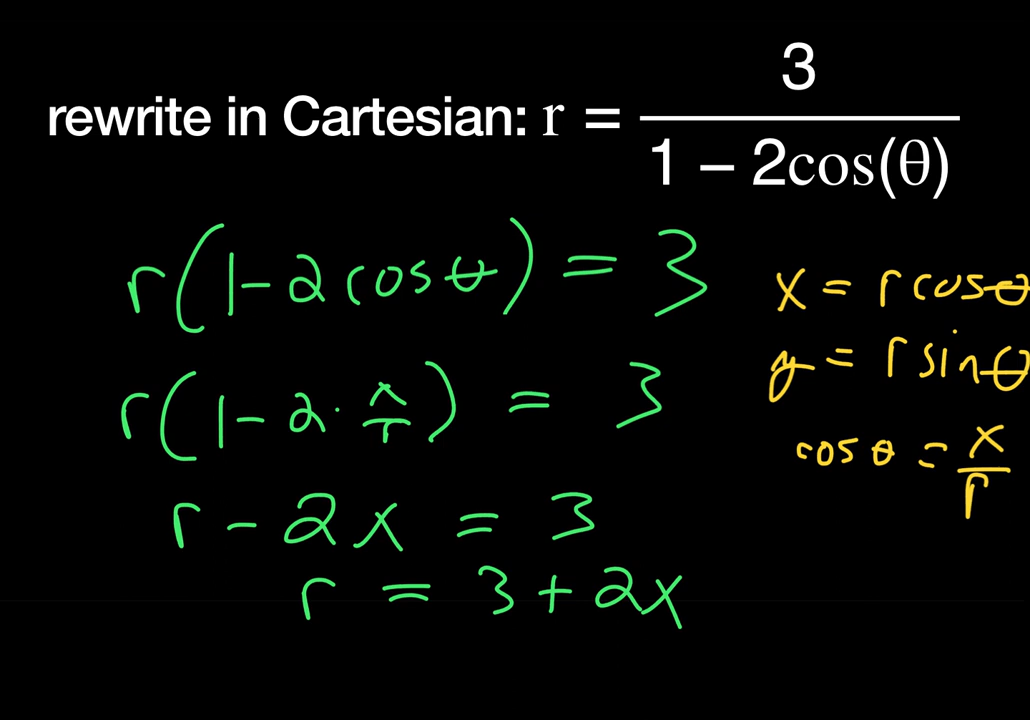 rewrite in Cartesian: r = 3 / (1 − 2cos(θ))
r(1-2cosθ) = 3
x = rcosθ
y = rsinθ
r(1-2·x/r) = 3
cosθ = x/r
r-2x = 3
r = 3+2x